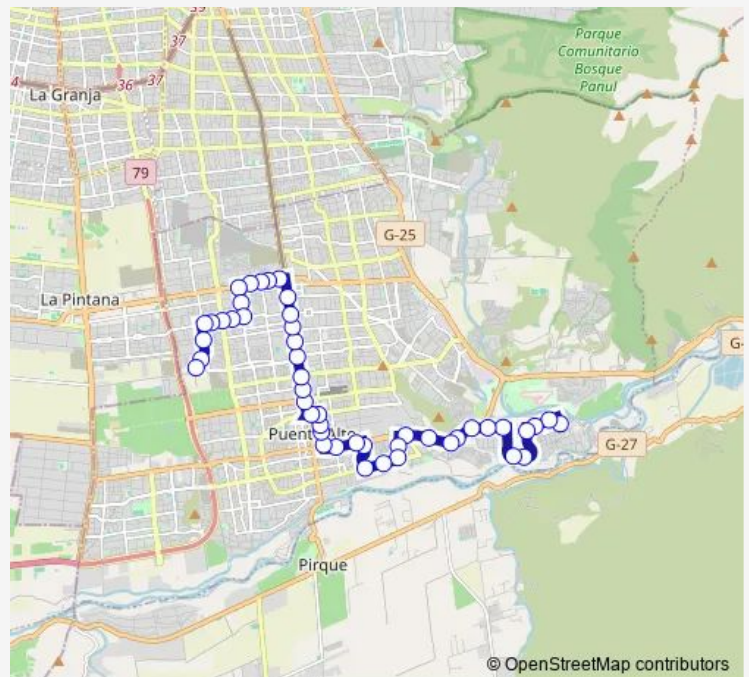 39
37
Parque
Comunitario
Bosque
Panul
4
La Granja
36
37
79
G-25
La Pintana
G-
Puente Alto
G-27
Pirque
© OpenStreetMap contributors